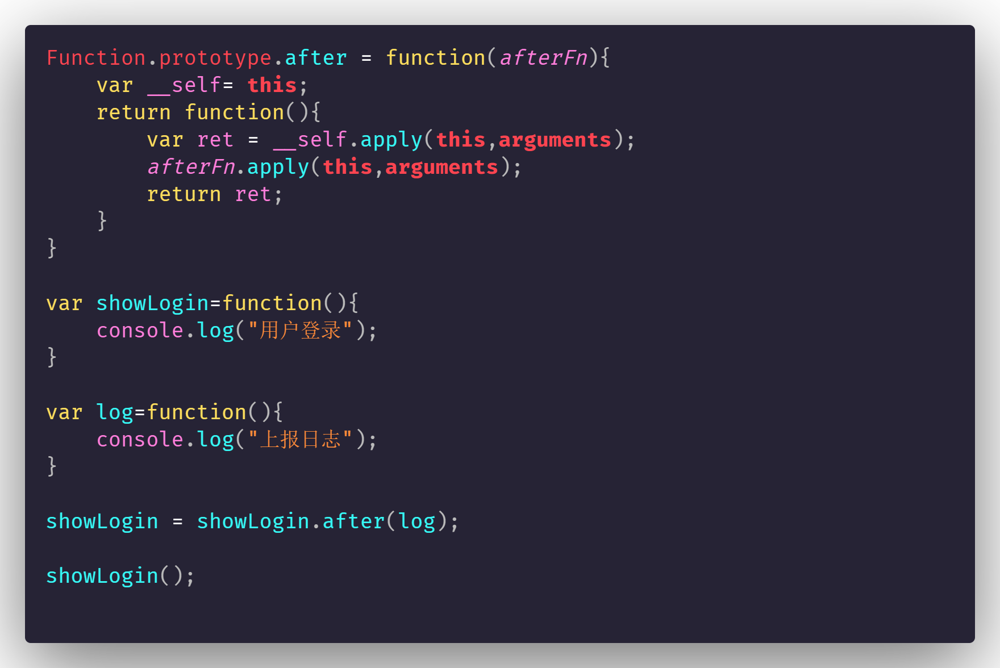 Function.prototype.after = function(afterFn){
    var __self= this;
    return function(){
        var ret = __self.apply(this,arguments);
        afterFn.apply(this,arguments);
        return ret;
    }
}

var showLogin=function(){
    console.log("用户登录");
}

var log=function(){
    console.log("上报日志");
}

showLogin = showLogin.after(log);

showLogin();